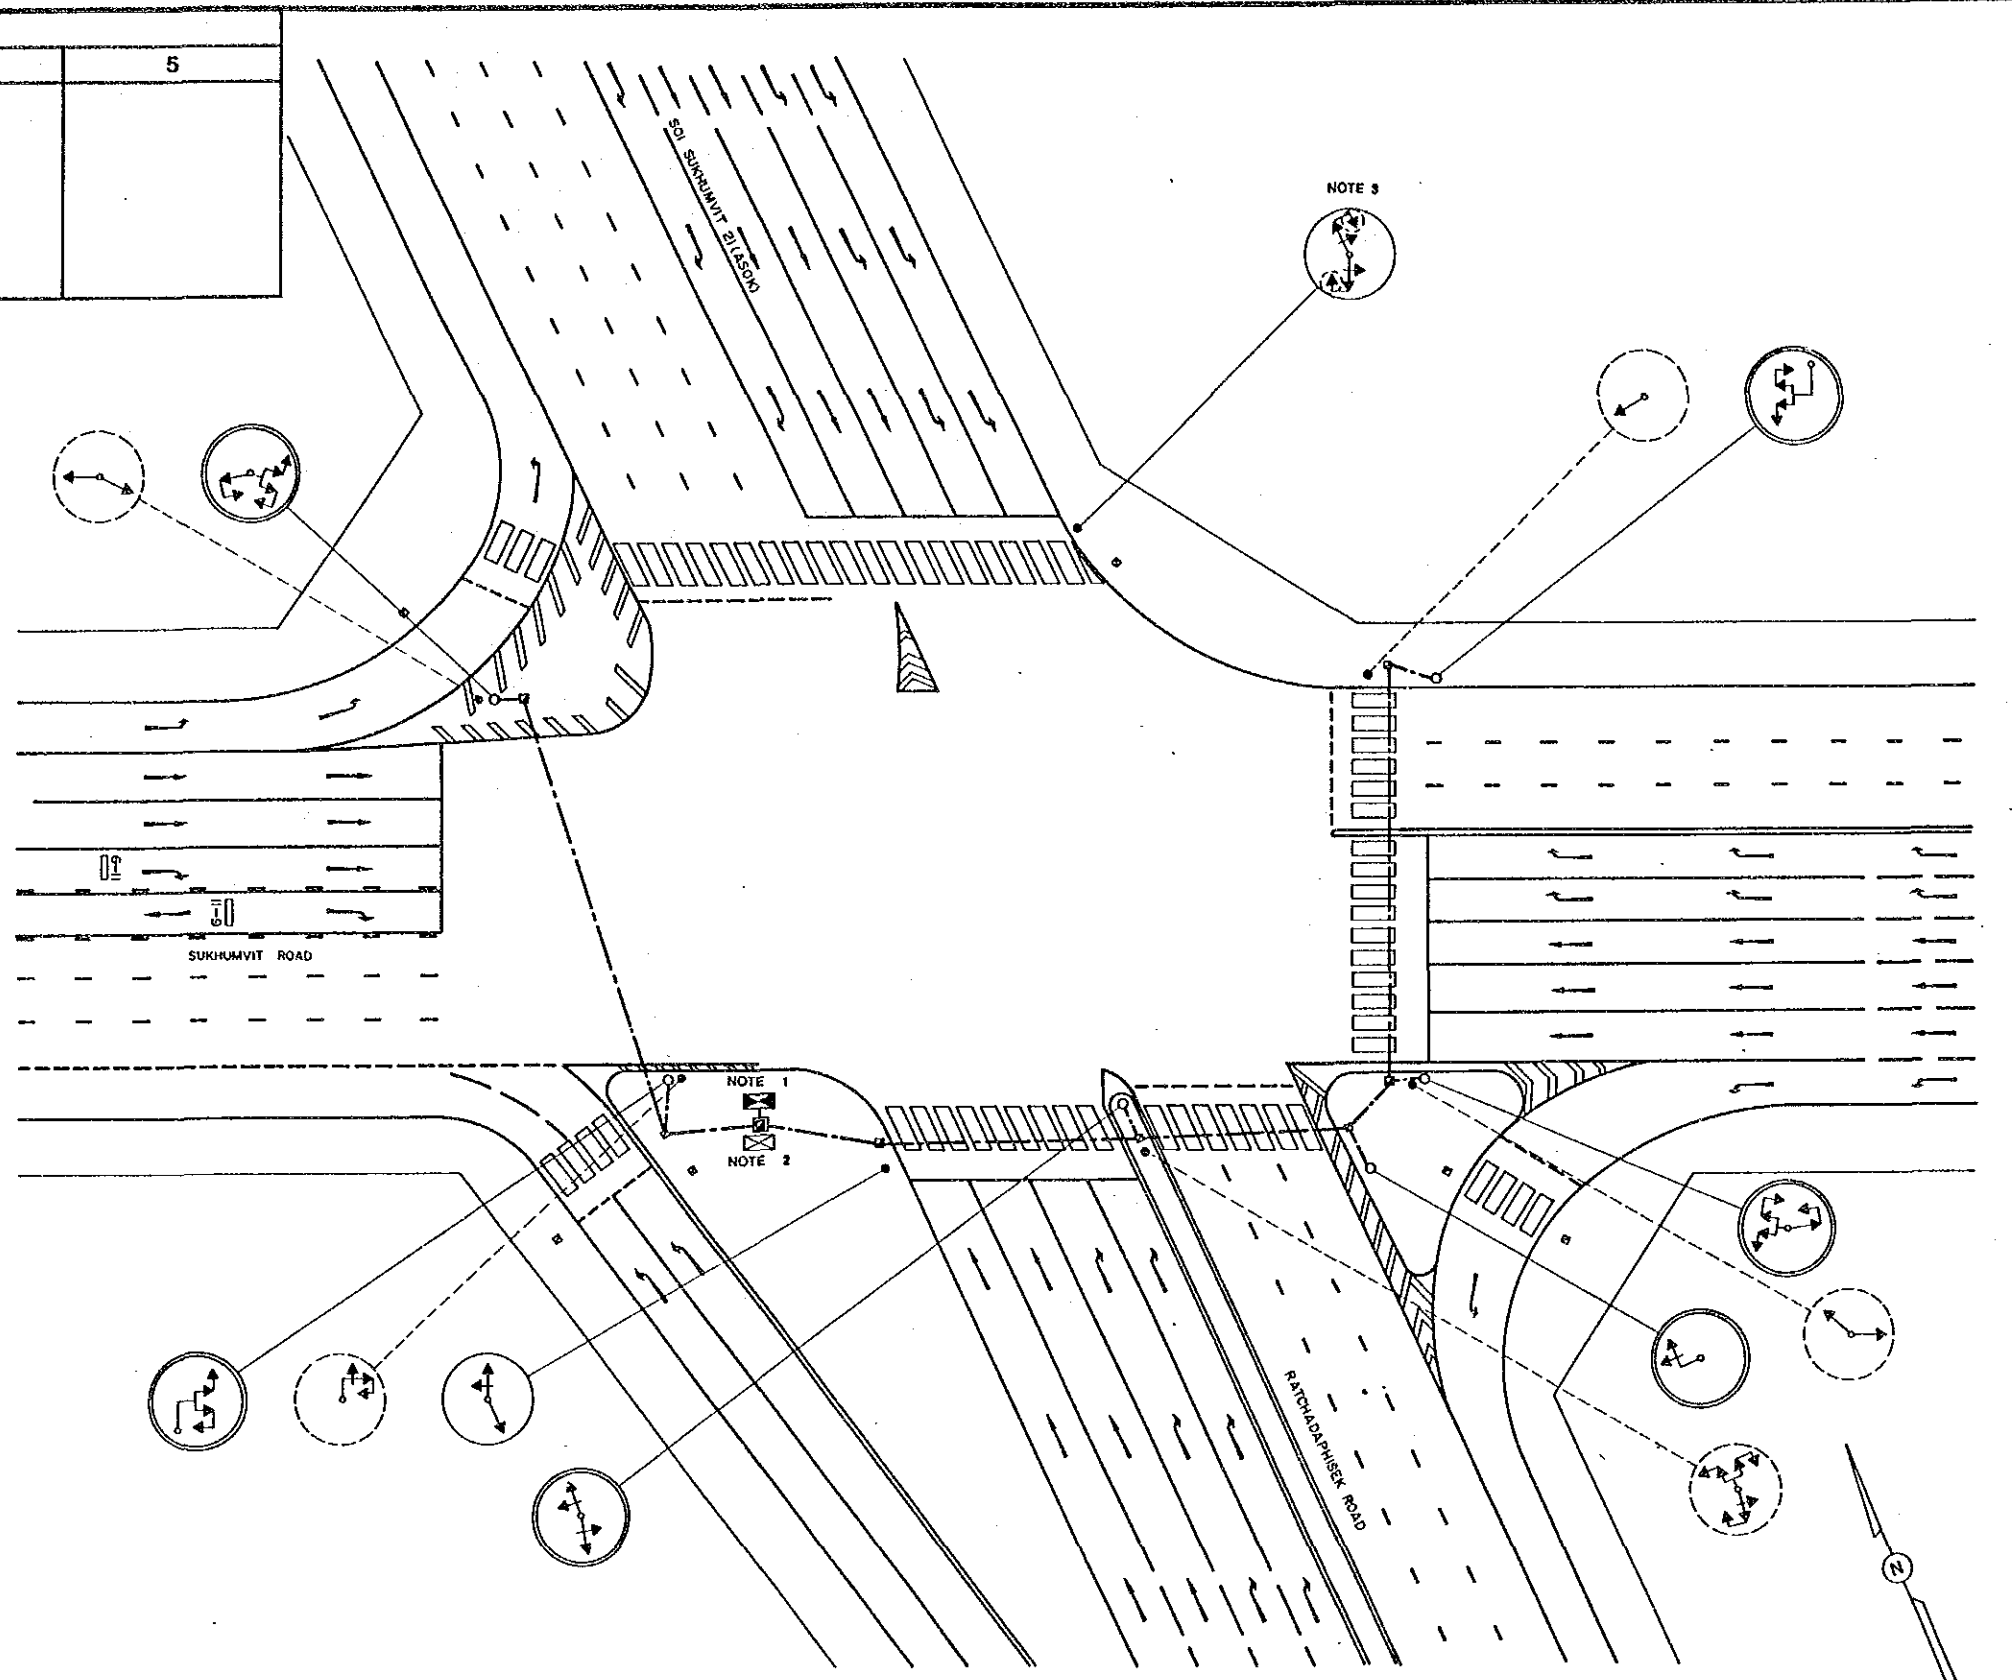 5
SOI SUKHUMVIT 21 (ASOK)
NOTE 3
SUKHUMVIT ROAD
NOTE 1
NOTE 2
RATCHADAPHISEK ROAD
N